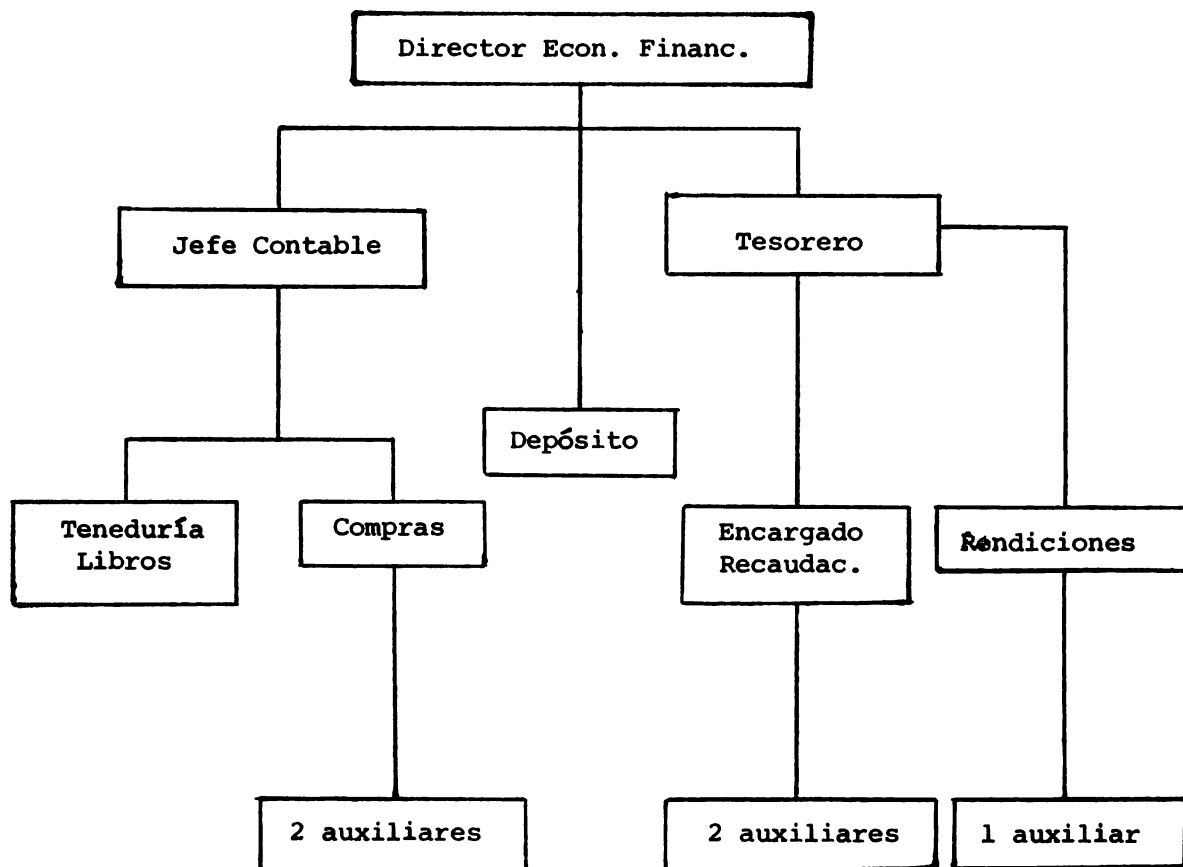 Director Econ. Financ.
Jefe Contable
Tesorero
Depósito
Teneduría
Libros
Compras
Encargado
Recaudac.
Rendiciones
2 auxiliares
2 auxiliares
1 auxiliar